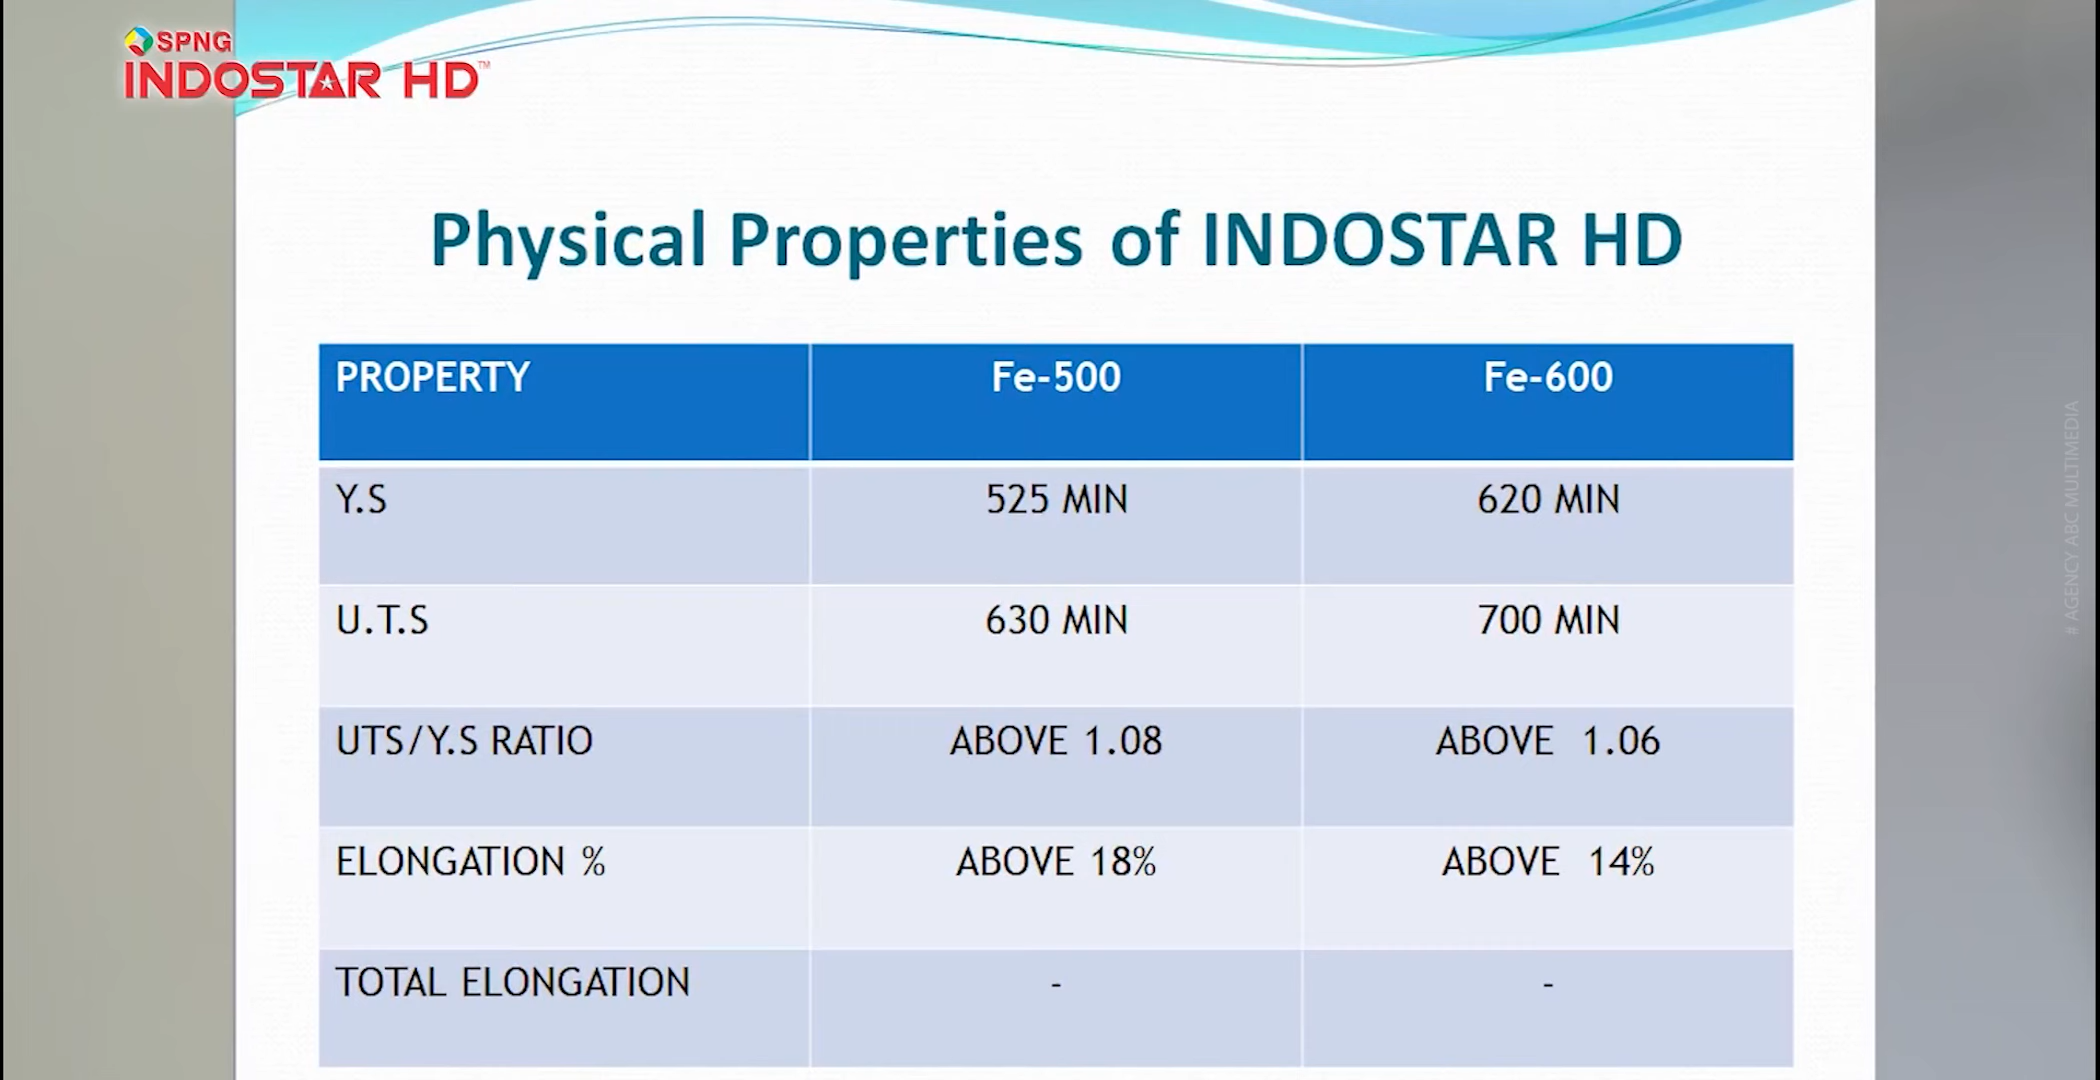 SPNG
INDOSTAR HD™
Physical Properties of INDOSTAR HD
PROPERTY Fe-500 Fe-600
Y.S 525 MIN 620 MIN
U.T.S 630 MIN 700 MIN
UTS/Y.S RATIO ABOVE 1.08 ABOVE 1.06
ELONGATION % ABOVE 18% ABOVE 14%
TOTAL ELONGATION - -
# AGENCY ABC MULTIMEDIA